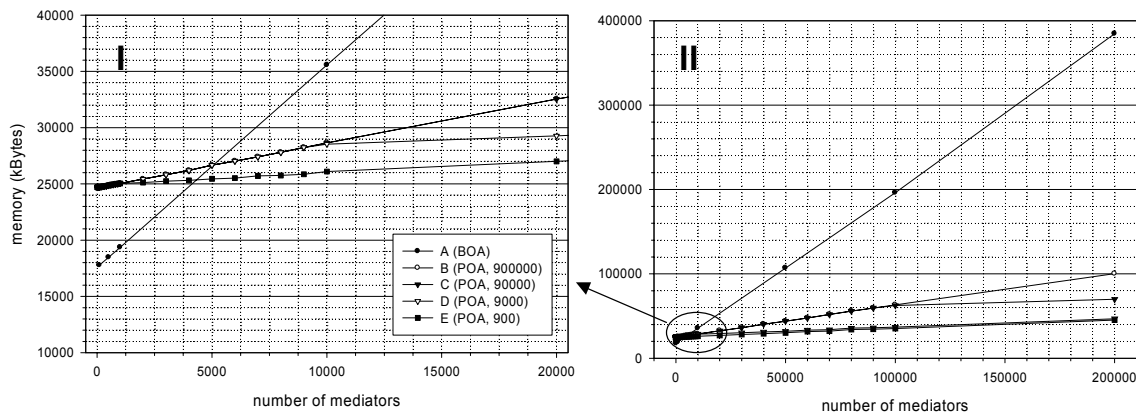 I
memory (kBytes)
40000
35000
30000
25000
20000
15000
10000
0 5000 10000 15000 20000
number of mediators
A (BOA)
B (POA, 900000)
C (POA, 90000)
D (POA, 9000)
E (POA, 900)
II
400000
300000
200000
100000
0
0 50000 100000 150000 200000
number of mediators